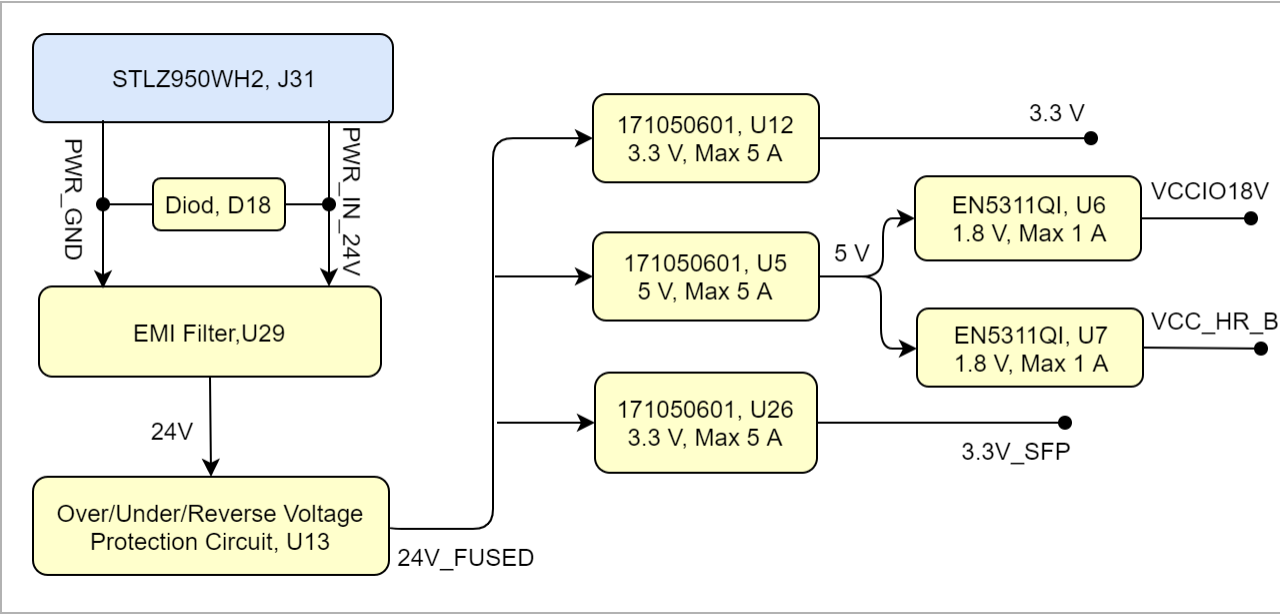 STLZ950WH2, J31
PWR_GND
PWR_IN_24V
Diod, D18
EMI Filter,U29
24V
Over/Under/Reverse Voltage
Protection Circuit, U13
24V_FUSED
171050601, U12
3.3 V, Max 5 A
3.3 V
171050601, U5
5 V, Max 5 A
5 V
EN5311QI, U6
1.8 V, Max 1 A
VCCIO18V
EN5311QI, U7
1.8 V, Max 1 A
VCC_HR_B
171050601, U26
3.3 V, Max 5 A
3.3V_SFP